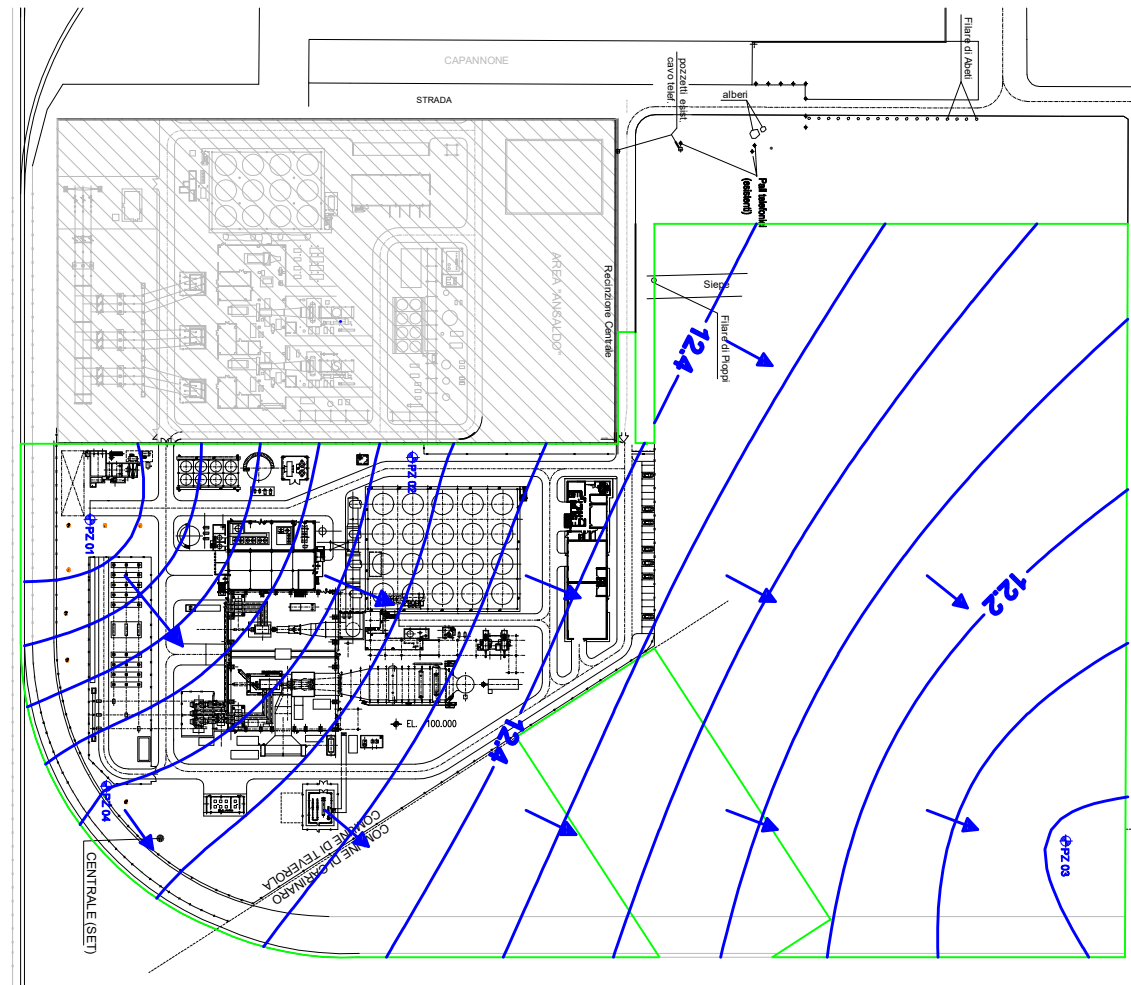 CAPANNONE
STRADA
pozzetti esist.
cavo telef.
alberi
Filare di Abeti
Pali telefonici
(esistenti)
AREA "ANSALDO"
Recinzione Centrale
Siepe
Filare di Pioppi
12.4
PZ 02
PZ 01
12.2
EL. 100.000
12.4
PZ 04
PZ 03
COMUNE DI TEVEROLA
COMUNE DI CARINARO
CENTRALE (SET)